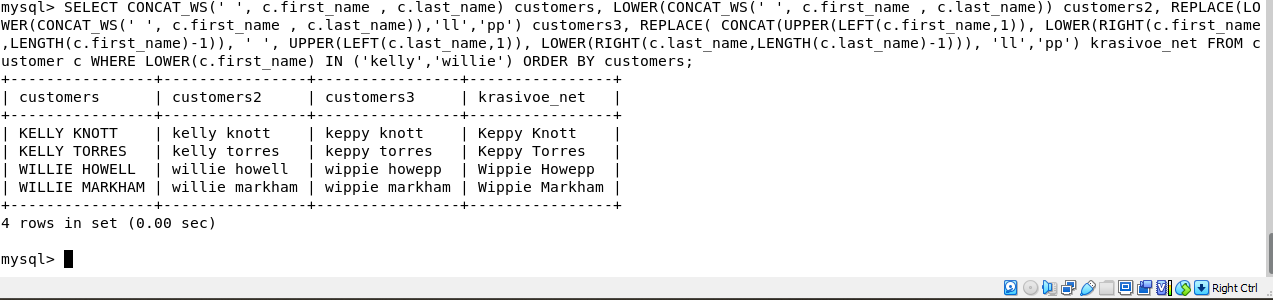 mysql> SELECT CONCAT_WS(' ', c.first_name , c.last_name) customers, LOWER(CONCAT_WS(' ', c.first_name , c.last_name)) customers2, REPLACE(LO
WER(CONCAT_WS(' ', c.first_name , c.last_name)),'ll','pp') customers3, REPLACE( CONCAT(UPPER(LEFT(c.first_name,1)), LOWER(RIGHT(c.first_name
,LENGTH(c.first_name)-1)), ' ', UPPER(LEFT(c.last_name,1)), LOWER(RIGHT(c.last_name,LENGTH(c.last_name)-1))), 'll','pp') krasivoe_net FROM c
ustomer c WHERE LOWER(c.first_name) IN ('kelly','willie') ORDER BY customers;
+----------------+----------------+----------------+----------------+
| customers      | customers2     | customers3     | krasivoe_net   |
+----------------+----------------+----------------+----------------+
| KELLY KNOTT    | kelly knott    | keppy knott    | Keppy Knott    |
| KELLY TORRES   | kelly torres   | keppy torres   | Keppy Torres   |
| WILLIE HOWELL  | willie howell  | wippie howepp  | Wippie Howepp  |
| WILLIE MARKHAM | willie markham | wippie markham | Wippie Markham |
+----------------+----------------+----------------+----------------+
4 rows in set (0.00 sec)
mysql>
Right Ctrl